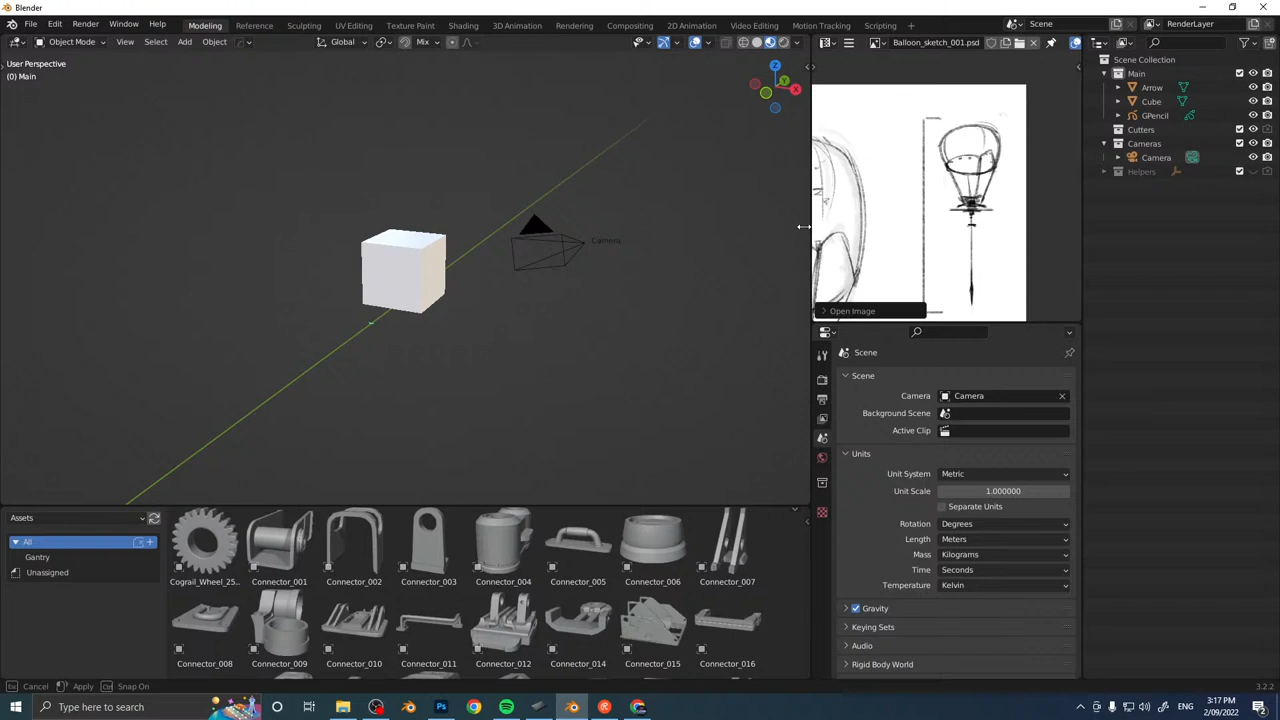 Blender
File Edit Render Window Help Modeling Reference Sculpting UV Editing Texture Paint Shading 3D Animation Rendering Compositing 2D Animation Video Editing Motion Tracking Scripting + Scene RenderLayer
Object Mode View Select Add Object Global Mix Balloon_sketch_001.psd
User Perspective
(0) Main
Z
Y
X
Camera
Open Image
Scene Collection
Main
Arrow
Cube
GPencil
Cutters
Cameras
Camera
Helpers
Scene
Scene
Camera Camera
Background Scene
Active Clip
Units
Unit System Metric
Unit Scale 1.000000
Separate Units
Rotation Degrees
Length Meters
Mass Kilograms
Time Seconds
Temperature Kelvin
Gravity
Keying Sets
Audio
Rigid Body World
Assets
All
Gantry
Unassigned
Cograil_Wheel_25... Connector_001 Connector_002 Connector_003 Connector_004 Connector_005 Connector_006 Connector_007
Connector_008 Connector_009 Connector_010 Connector_011 Connector_012 Connector_014 Connector_015 Connector_016
Esc Cancel Apply Ctrl Snap On 3.2.2
Type here to search
ENG
3:17 PM
2/09/2022